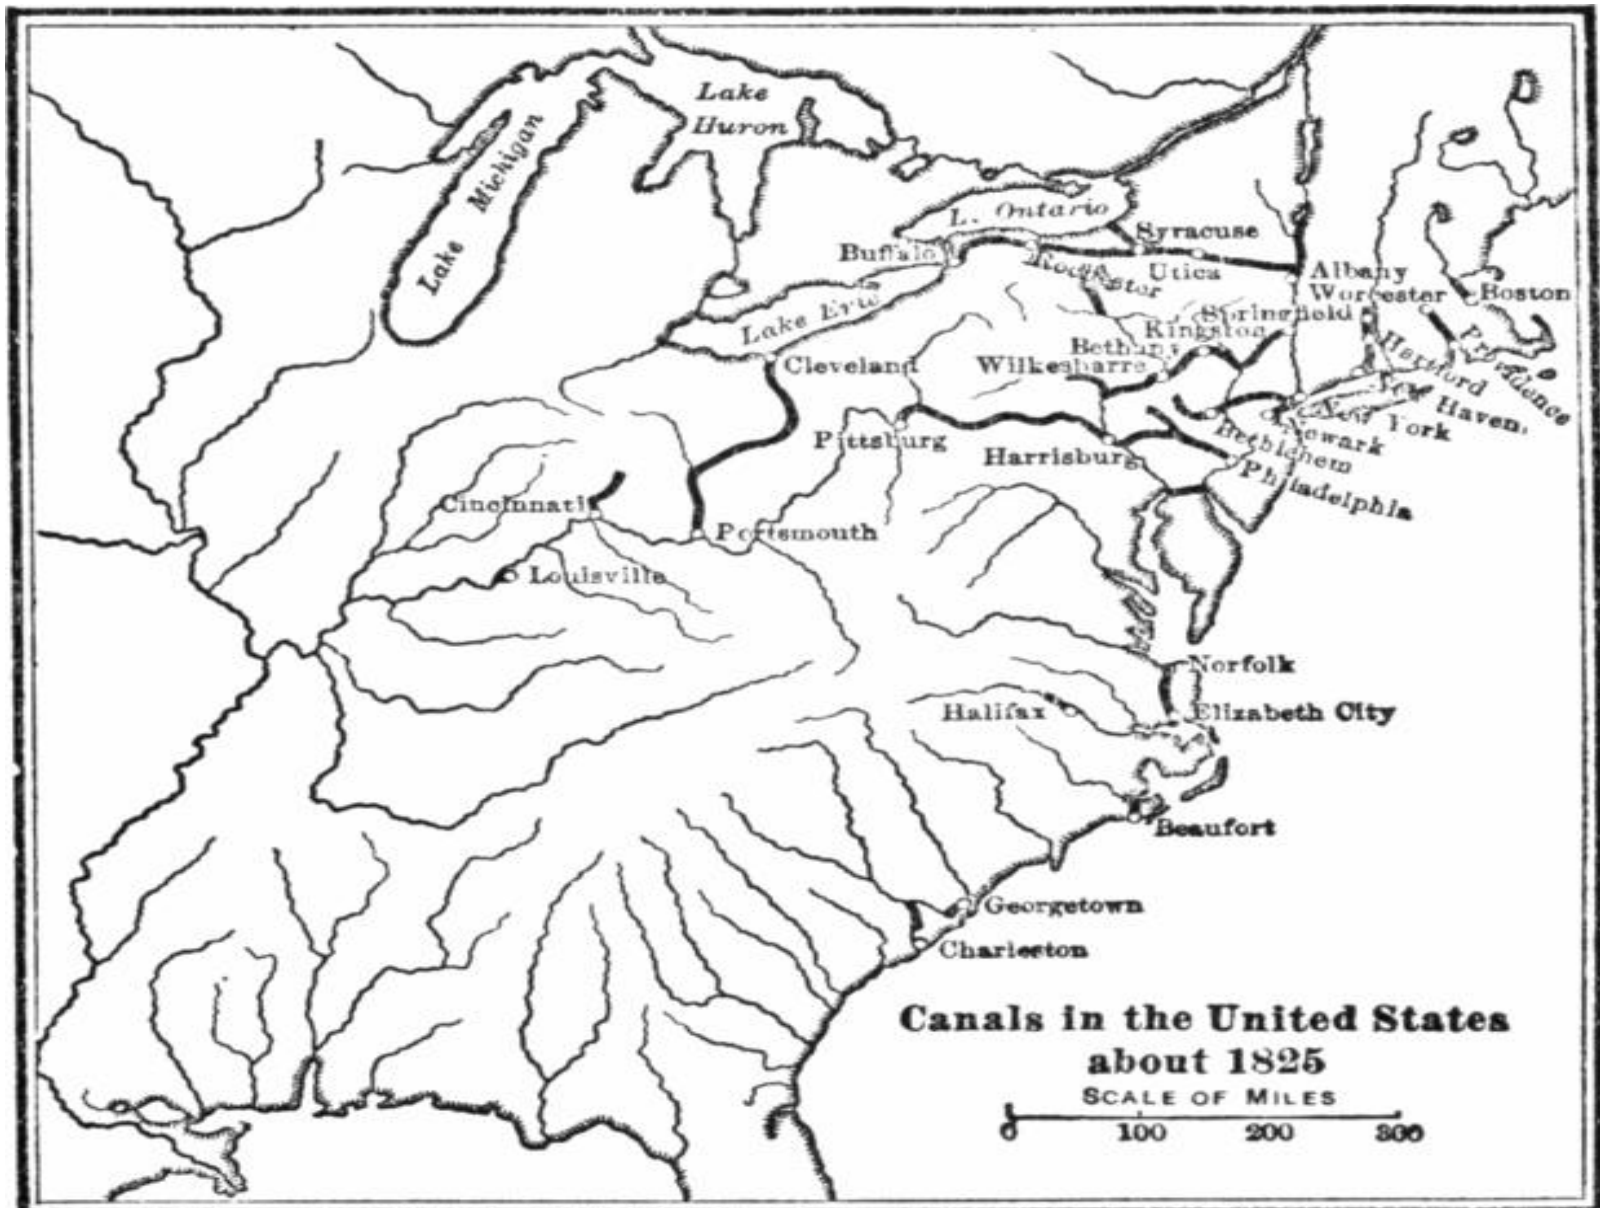 Lake
Huron
Lake Michigan
L. Ontario
Syracuse
Buffalo
Rochester
Utica
Albany
Worcester
Boston
Springfield
Lake Erie
Kingston
Bethany
Providence
Cleveland
Wilkesbarre
Hartford
New Haven.
New York
Pittsburg
Newark
Harrisburg
Bethlehem
Philadelphia
Cincinnati
Portsmouth
Louisville
Norfolk
Halifax
Elizabeth City
Beaufort
Georgetown
Charleston
Canals in the United States
about 1825
SCALE OF MILES
0 100 200 300